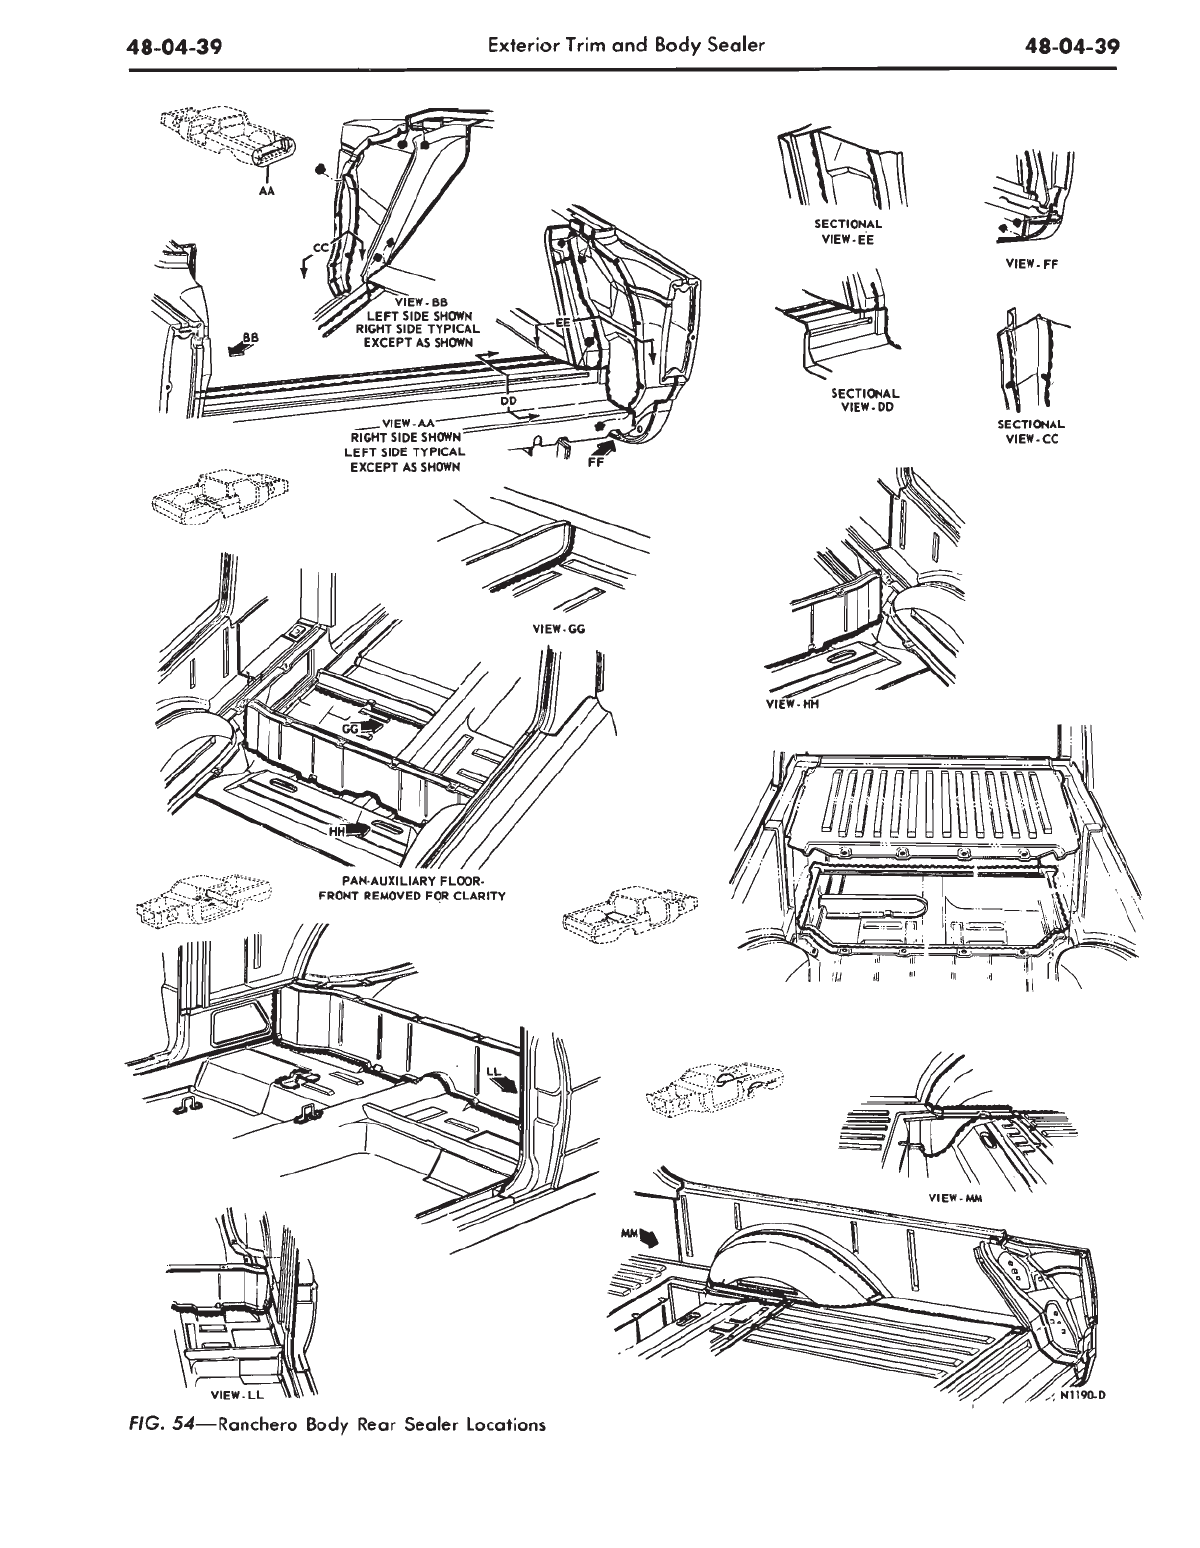 48-04-39
Exterior Trim and Body Sealer
48-04-39
AA
CC
VIEW-BB
LEFT SIDE SHOWN
RIGHT SIDE TYPICAL
EXCEPT AS SHOWN
BB
EE
DD
VIEW-AA
RIGHT SIDE SHOWN
LEFT SIDE TYPICAL
EXCEPT AS SHOWN
FF
SECTIONAL
VIEW-EE
VIEW-FF
SECTIONAL
VIEW-DD
SECTIONAL
VIEW-CC
VIEW-GG
VIEW-HH
GG
HH
PAN-AUXILIARY FLOOR-
FRONT REMOVED FOR CLARITY
LL
VIEW-MM
MM
VIEW-LL
N1190-D
FIG. 54—Ranchero Body Rear Sealer Locations